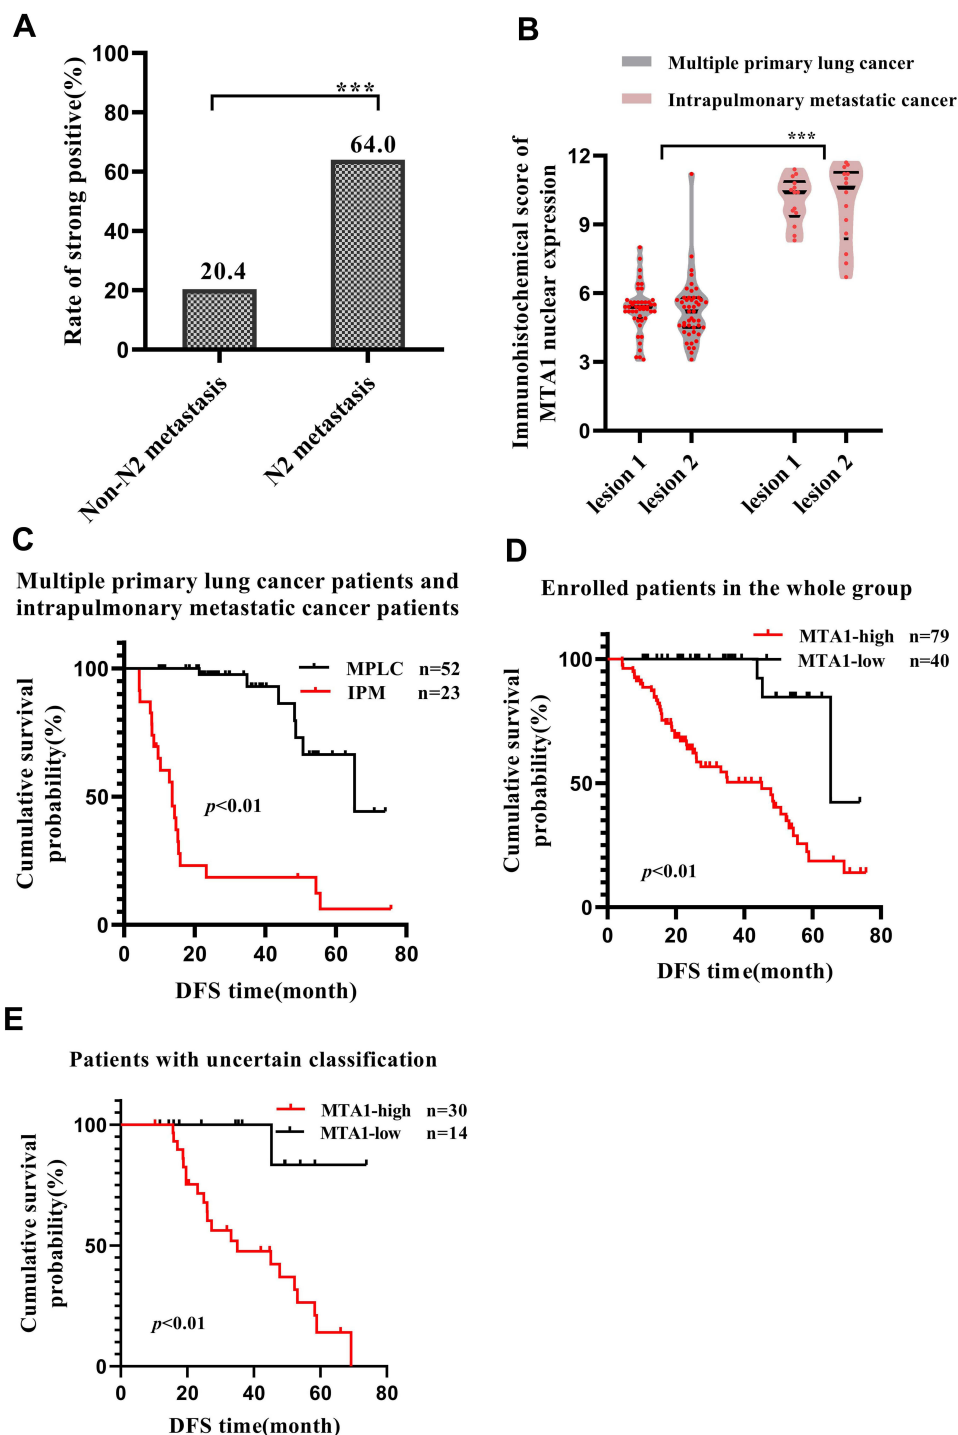 A
Rate of strong positive(%)
100
80
60
40
20
0
***
20.4
64.0
Non-N2 metastasis
N2 metastasis
B
Multiple primary lung cancer
Intrapulmonary metastatic cancer
Immunohistochemical score of
MTA1 nuclear expression
12
9
6
3
0
***
lesion 1
lesion 2
lesion 1
lesion 2
C
Multiple primary lung cancer patients and
intrapulmonary metastatic cancer patients
Cumulative survival
probability(%)
100
50
0
MPLC n=52
IPM n=23
p<0.01
0 20 40 60 80
DFS time(month)
D
Enrolled patients in the whole group
Cumulative survival
probability(%)
100
50
0
MTA1-high n=79
MTA1-low n=40
p<0.01
0 20 40 60 80
DFS time(month)
E
Patients with uncertain classification
Cumulative survival
probability(%)
100
50
0
MTA1-high n=30
MTA1-low n=14
p<0.01
0 20 40 60 80
DFS time(month)